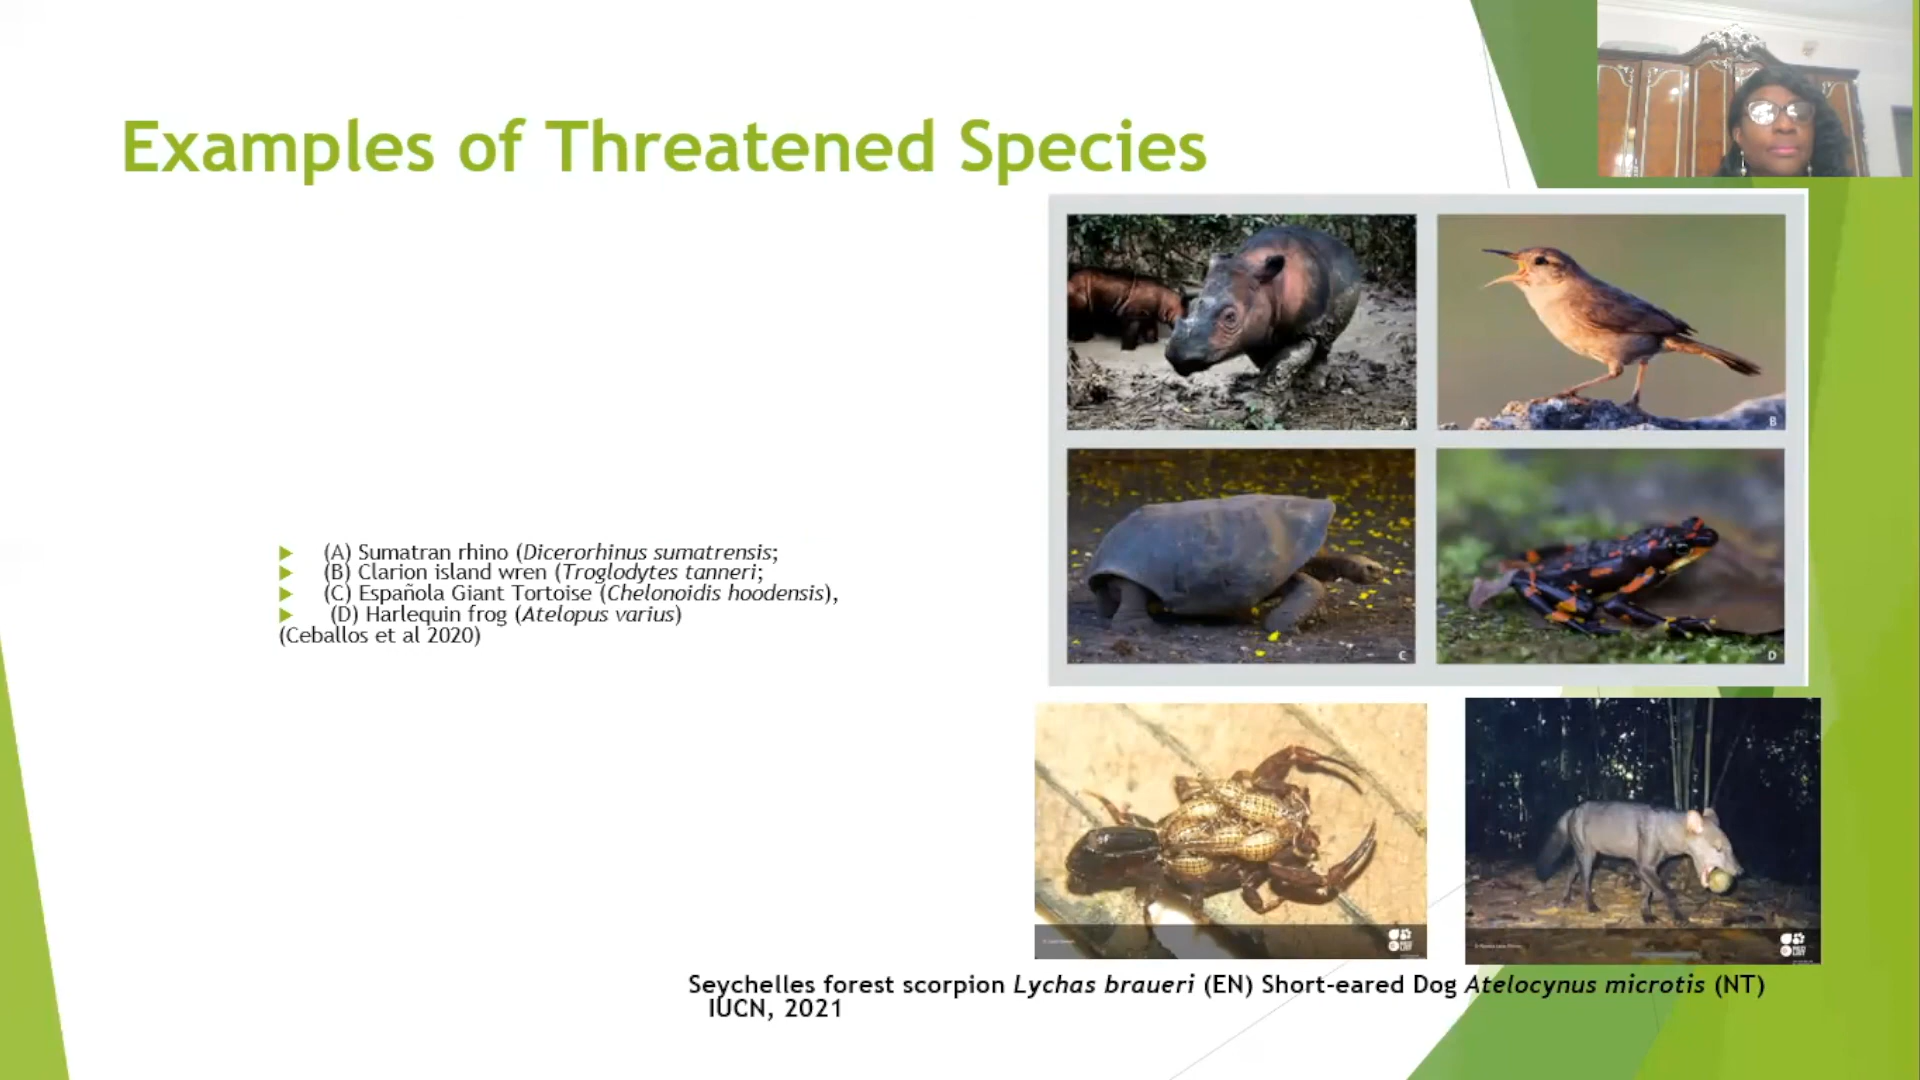 Examples of Threatened Species
A
B
C
D
(A) Sumatran rhino (Dicerorhinus sumatrensis;
(B) Clarion island wren (Troglodytes tanneri;
(C) Española Giant Tortoise (Chelonoidis hoodensis),
(D) Harlequin frog (Atelopus varius)
(Ceballos et al 2020)
Seychelles forest scorpion Lychas braueri (EN) Short-eared Dog Atelocynus microtis (NT)
IUCN, 2021